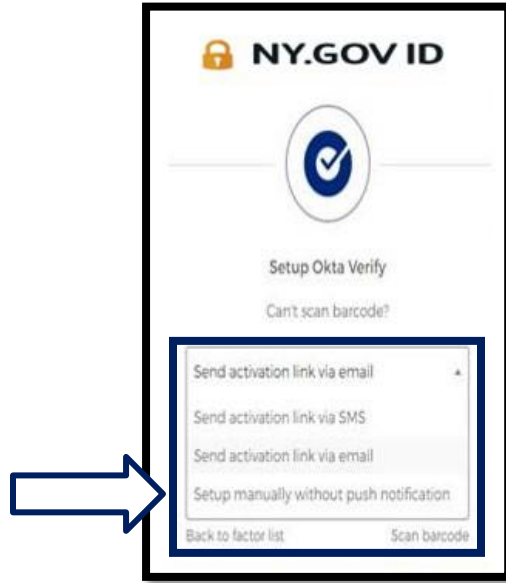 NY.GOV ID
Setup Okta Verify
Can't scan barcode?
Send activation link via email
Send activation link via SMS
Send activation link via email
Setup manually without push notification
Back to factor list Scan barcode